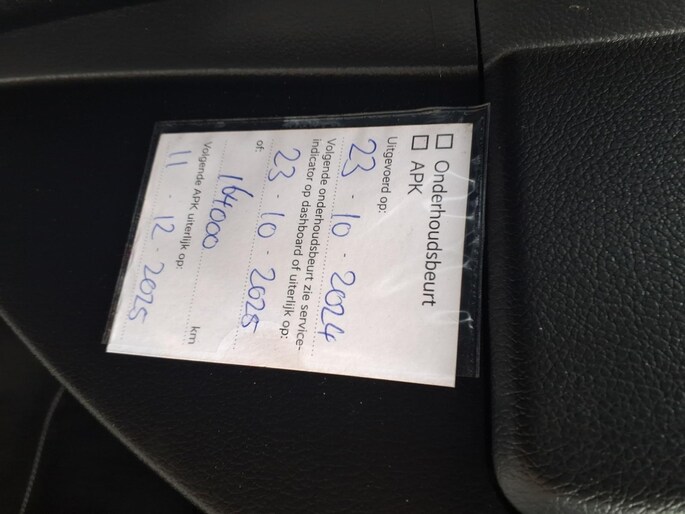 ☐ Onderhoudsbeurt
☐ APK
Uitgevoerd op:
23 - 10 - 2024
Volgende onderhoudsbeurt zie service-
indicator op dashboard of uiterlijk op:
23 - 10 - 2025
of:
164000 km
Volgende APK uiterlijk op:
11 - 12 - 2025